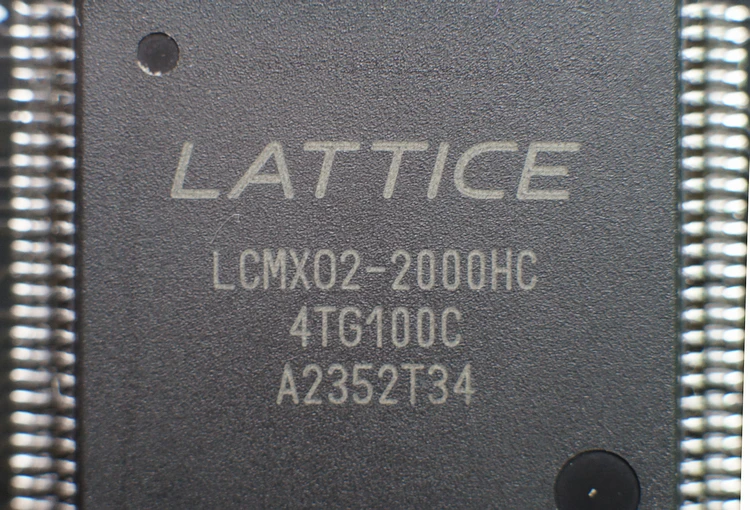 LATTICE
LCMXO2-2000HC
4TG100C
A2352T34